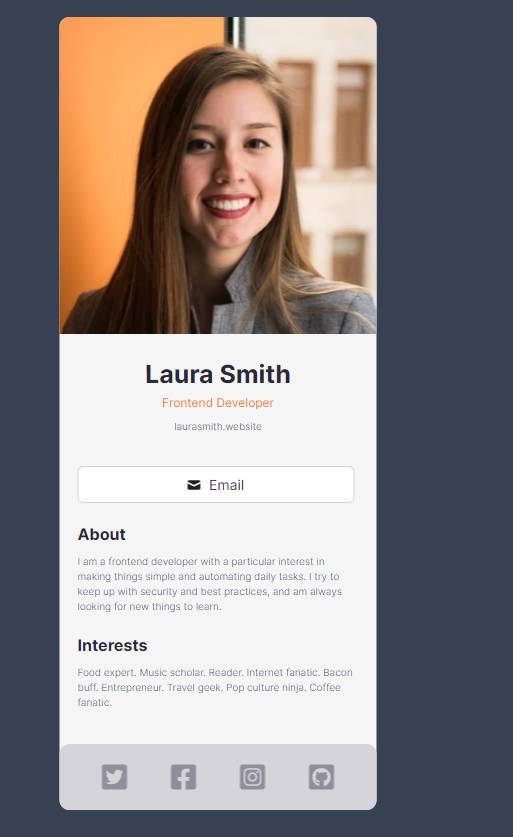 Laura Smith
Frontend Developer
laurasmith.website
Email
About
I am a frontend developer with a particular interest in
making things simple and automating daily tasks. I try to
keep up with security and best practices, and am always
looking for new things to learn.
Interests
Food expert. Music scholar. Reader. Internet fanatic. Bacon
buff. Entrepreneur. Travel geek. Pop culture ninja. Coffee
fanatic.